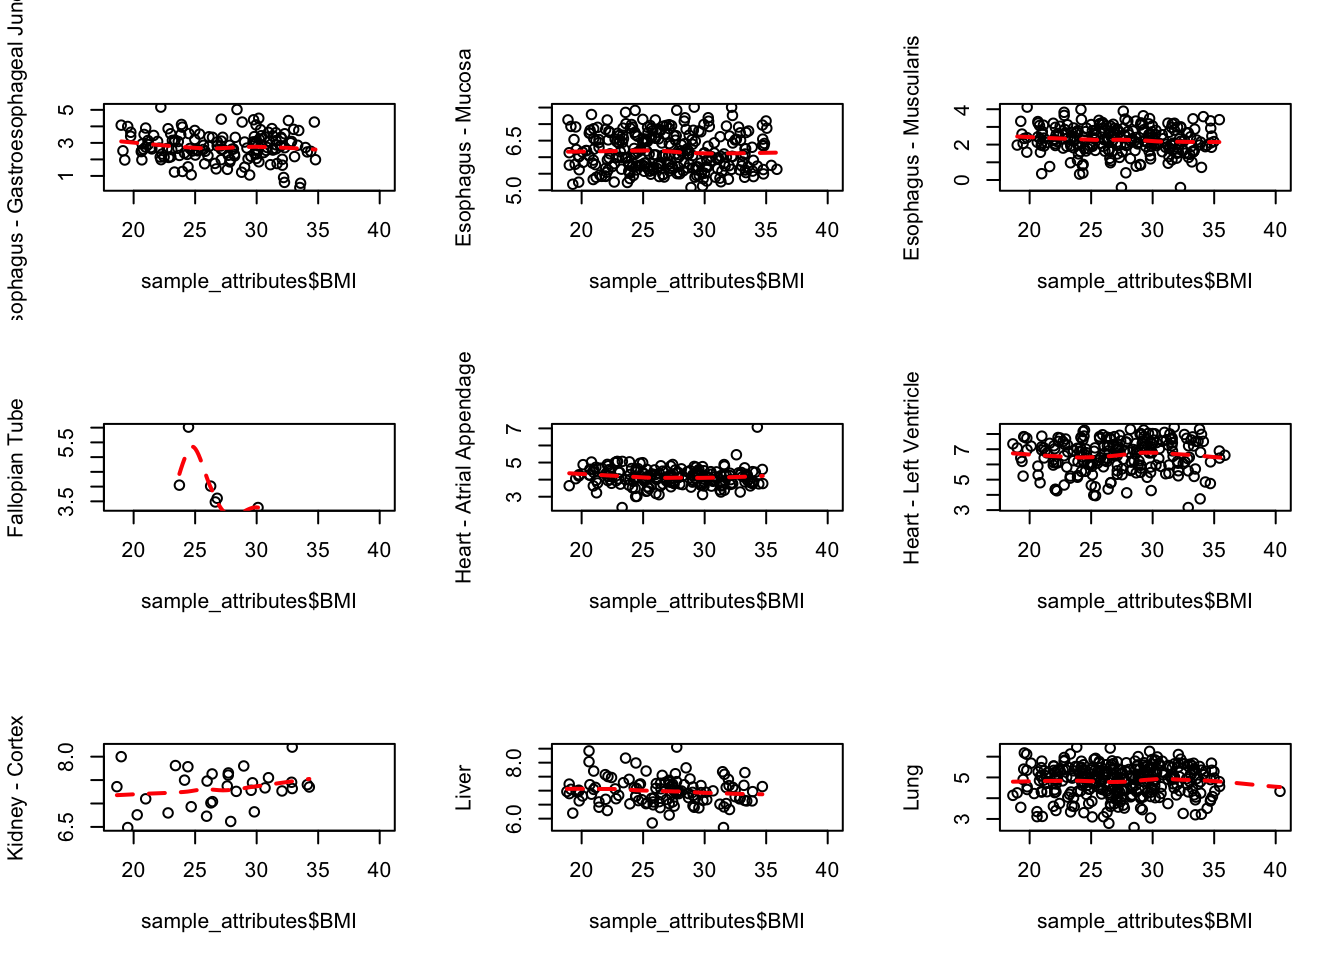 sophagus - Gastroesophageal Junc
5
3
1
20 25 30 35 40
sample_attributes$BMI
Esophagus - Mucosa
6.5
5.0
20 25 30 35 40
sample_attributes$BMI
Esophagus - Muscularis
4
2
0
20 25 30 35 40
sample_attributes$BMI
Fallopian Tube
5.5
3.5
20 25 30 35 40
sample_attributes$BMI
Heart - Atrial Appendage
7
5
3
20 25 30 35 40
sample_attributes$BMI
Heart - Left Ventricle
7
5
3
20 25 30 35 40
sample_attributes$BMI
Kidney - Cortex
8.0
6.5
20 25 30 35 40
sample_attributes$BMI
Liver
8.0
6.0
20 25 30 35 40
sample_attributes$BMI
Lung
5
3
20 25 30 35 40
sample_attributes$BMI